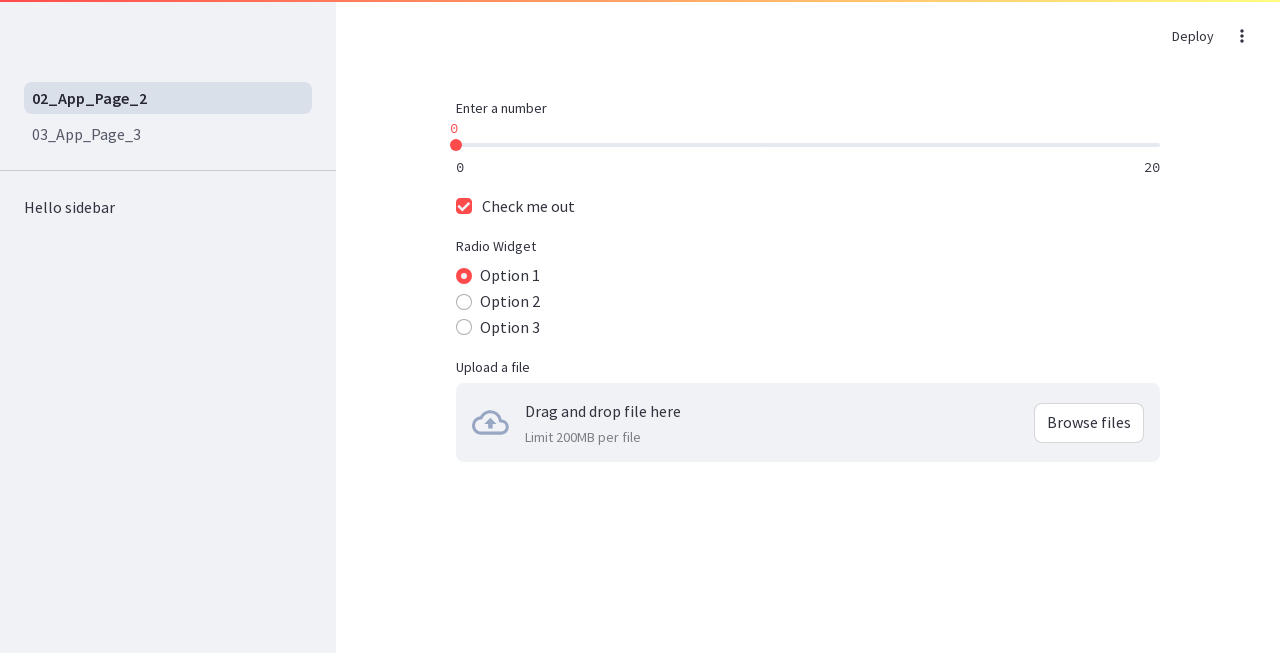 Deploy
02_App_Page_2
03_App_Page_3
Hello sidebar
Enter a number
0
0
20
Check me out
Radio Widget
Option 1
Option 2
Option 3
Upload a file
Drag and drop file here
Limit 200MB per file
Browse files